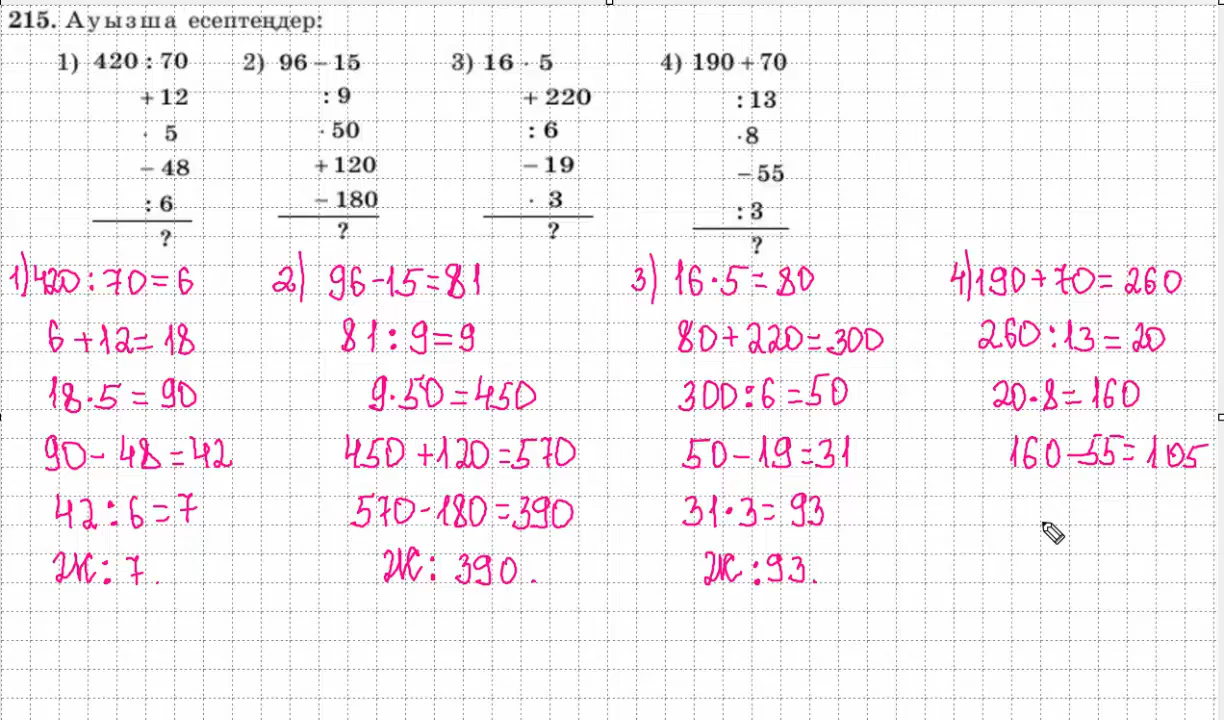 215. Ауызша есептеңдер:
1) 420 : 70
+ 12
· 5
− 48
: 6
?
2) 96 − 15
: 9
· 50
+ 120
− 180
?
3) 16 · 5
+ 220
: 6
− 19
· 3
?
4) 190 + 70
: 13
· 8
− 55
: 3
?
1) 420 : 70 = 6
6 + 12 = 18
18 · 5 = 90
90 − 48 = 42
42 : 6 = 7
Ж : 7.
2) 96 − 15 = 81
81 : 9 = 9
9 · 50 = 450
450 + 120 = 570
570 − 180 = 390
Ж : 390.
3) 16 · 5 = 80
80 + 220 = 300
300 : 6 = 50
50 − 19 = 31
31 · 3 = 93
Ж : 93.
4) 190 + 70 = 260
260 : 13 = 20
20 · 8 = 160
160 − 55 = 105